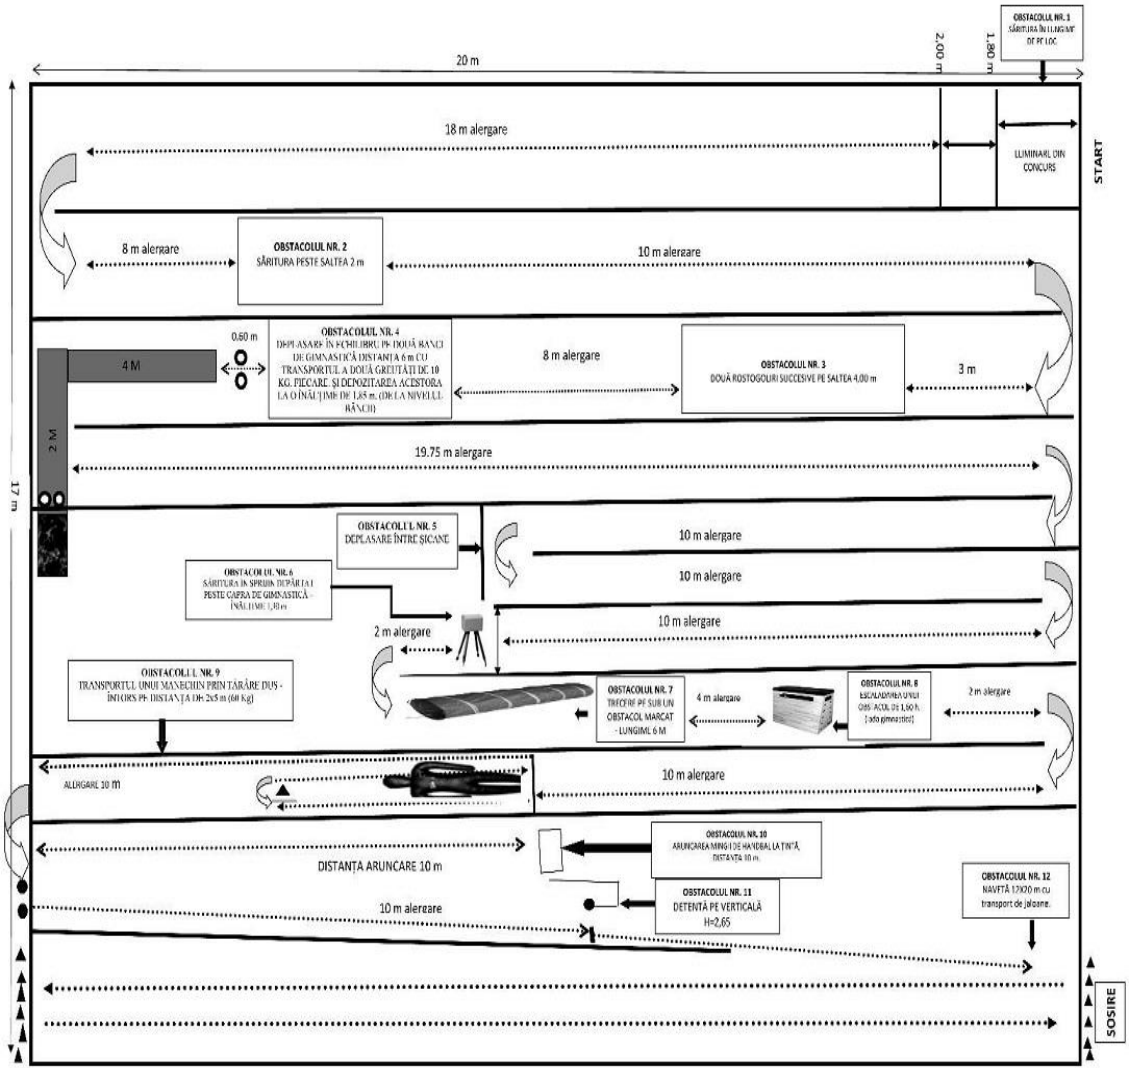 OBSTACOLUL NR. 1
SĂRITURA ÎN LUNGIME
DE PE LOC
2,00 m
1,80 m
20 m
18 m alergare
ELIMINARE DIN
CONCURS
START
8 m alergare
OBSTACOLUL NR. 2
SĂRITURA PESTE SALTEA 2 m
10 m alergare
4 M
0.60 m
OBSTACOLUL NR. 4
DEPLASARE ÎN ECHILIBRU PE DOUĂ BĂNCI
DE GIMNASTICĂ DISTANȚA 6 m CU
TRANSPORTUL A DOUĂ GREUTĂȚI DE 10
KG. FIECARE ȘI DEPOZITAREA ACESTORA
LA O ÎNĂLȚIME DE 1,85 m. (DE LA NIVELUL
BĂNCII)
8 m alergare
OBSTACOLUL NR. 3
DOUĂ ROSTOGOLIRI SUCCESIVE PE SALTEA 4,00 m
3 m
2 M
19.75 m alergare
17 m
OBSTACOLUL NR. 5
DEPLASARE ÎNTRE ȘICANE
10 m alergare
10 m alergare
OBSTACOLUL NR. 6
SĂRITURA ÎN SPRIJIN DEPĂRTAT
PESTE CAPRA DE GIMNASTICĂ -
ÎNĂLȚIME 1,10 m
2 m alergare
10 m alergare
OBSTACOLUL NR. 9
TRANSPORTUL UNUI MANECHIN PRIN TÂRÂRE DUS -
ÎNTORS PE DISTANȚA DE 2x5 m (60 Kg)
OBSTACOLUL NR. 7
TRECERE PE SUB UN
OBSTACOL MARCAT
- LUNGIME 6 M
4 m alergare
OBSTACOLUL NR. 8
ESCALADAREA UNUI
OBSTACOL DE 1,60 h.
( lada gimnastică)
2 m alergare
ALERGARE 10 m
10 m alergare
DISTANȚA ARUNCARE 10 m
OBSTACOLUL NR. 10
ARUNCAREA MINGII DE HANDBAL LA ȚINTĂ,
DISTANȚA 10 m.
10 m alergare
OBSTACOLUL NR. 11
DETENTĂ PE VERTICALĂ
H=2,65
OBSTACOLUL NR. 12
NAVETĂ 12X20 m cu
transport de jaloane.
SOSIRE